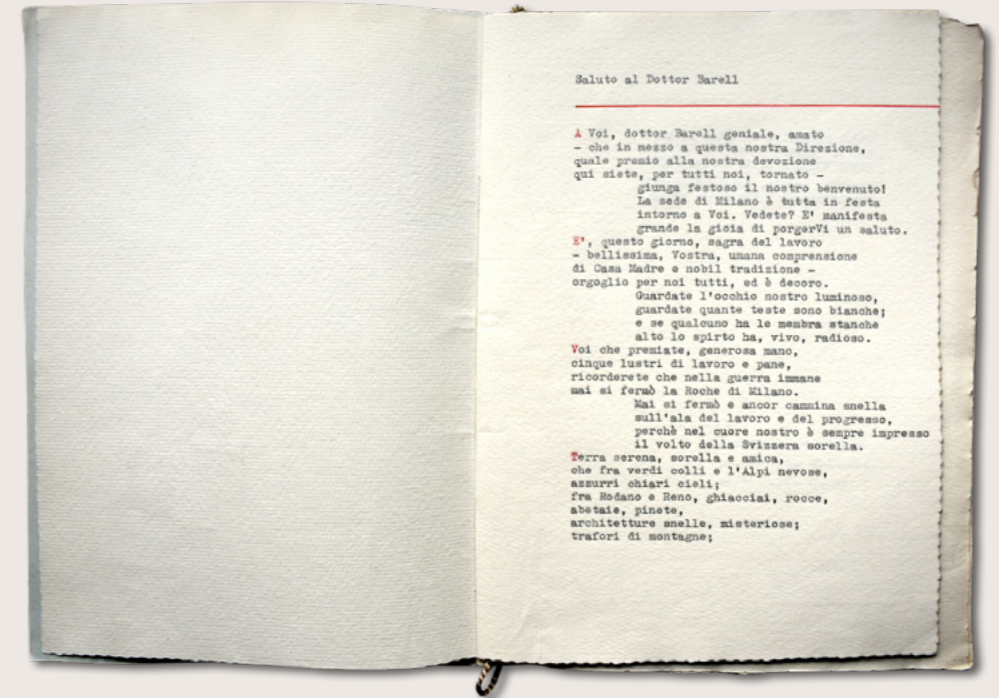 Saluto al Dottor Barell
A Voi, dottor Barell geniale, amato
- che in mezzo a questa nostra Direzione,
quale premio alla nostra devozione
qui siete, per tutti noi, tornato -
giunga festoso il nostro benvenuto!
La sede di Milano è tutta in festa
intorno a Voi. Vedete? E' manifesta
grande la gioia di porgerVi un saluto.
E', questo giorno, sagra del lavoro
- bellissima, Vostra, umana comprensione
di Casa Madre e nobil tradizione -
orgoglio per noi tutti, ed è decoro.
Guardate l'occhio nostro luminoso,
guardate quante teste sono bianche;
e se qualcuno ha le membra stanche
alto lo spirto ha, vivo, radioso.
Voi che premiate, generosa mano,
cinque lustri di lavoro e pane,
ricorderete che nella guerra immane
mai si fermò la Roche di Milano.
Mai si fermò e ancor cammina snella
sull'ala del lavoro e del progresso,
perchè nel cuore nostro è sempre impresso
il volto della Svizzera sorella.
Terra serena, sorella e amica,
che fra verdi colli e l'Alpi nevose,
azzurri chiari cieli;
fra Rodano e Reno, ghiacciai, rocce,
abetaie, pinete,
architetture snelle, misteriose;
trafori di montagne;